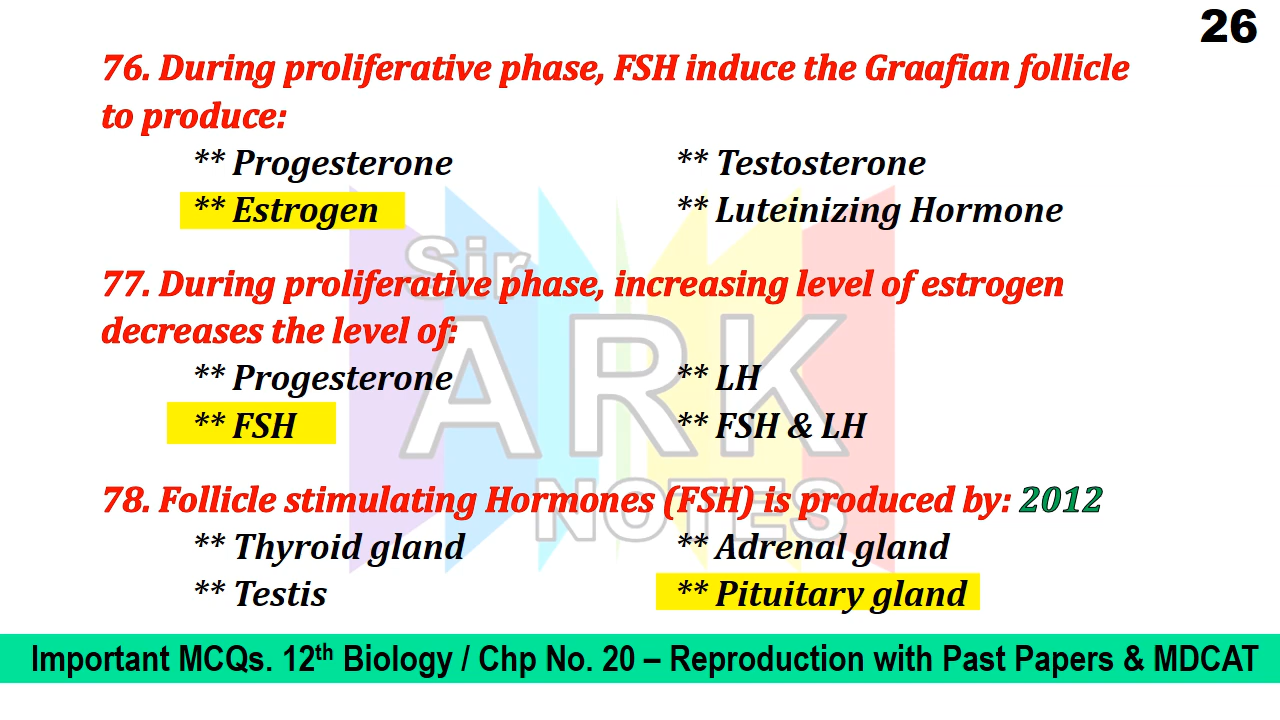 26
76. During proliferative phase, FSH induce the Graafian follicle
to produce:
** Progesterone ** Testosterone
** Estrogen ** Luteinizing Hormone
77. During proliferative phase, increasing level of estrogen
decreases the level of:
** Progesterone ** LH
** FSH ** FSH & LH
78. Follicle stimulating Hormones (FSH) is produced by: 2012
** Thyroid gland ** Adrenal gland
** Testis ** Pituitary gland
Sir
ARK
NOTES
Important MCQs. 12th Biology / Chp No. 20 – Reproduction with Past Papers & MDCAT